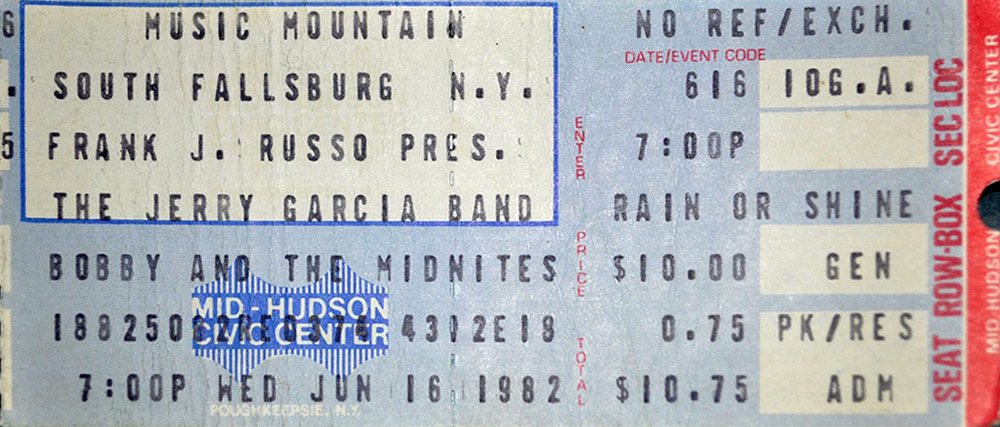 MUSIC MOUNTAIN
SOUTH FALLSBURG N.Y.
FRANK J. RUSSO PRES.
THE JERRY GARCIA BAND
BOBBY AND THE MIDNITES
MID-HUDSON
CIVIC CENTER
4312E18
7:00P WED JUN 16 1982
POUGHKEEPSIE, N.Y.
6
.
5
NO REF/EXCH.
DATE/EVENT CODE
616 10G.A.
ENTER
7:00P
RAIN OR SHINE
PRICE
$10.00 GEN
0.75 PK/RES
TOTAL
$10.75 ADM
SEAT ROW-BOX SEC LOC
MID HUDSON CIVIC CENTER